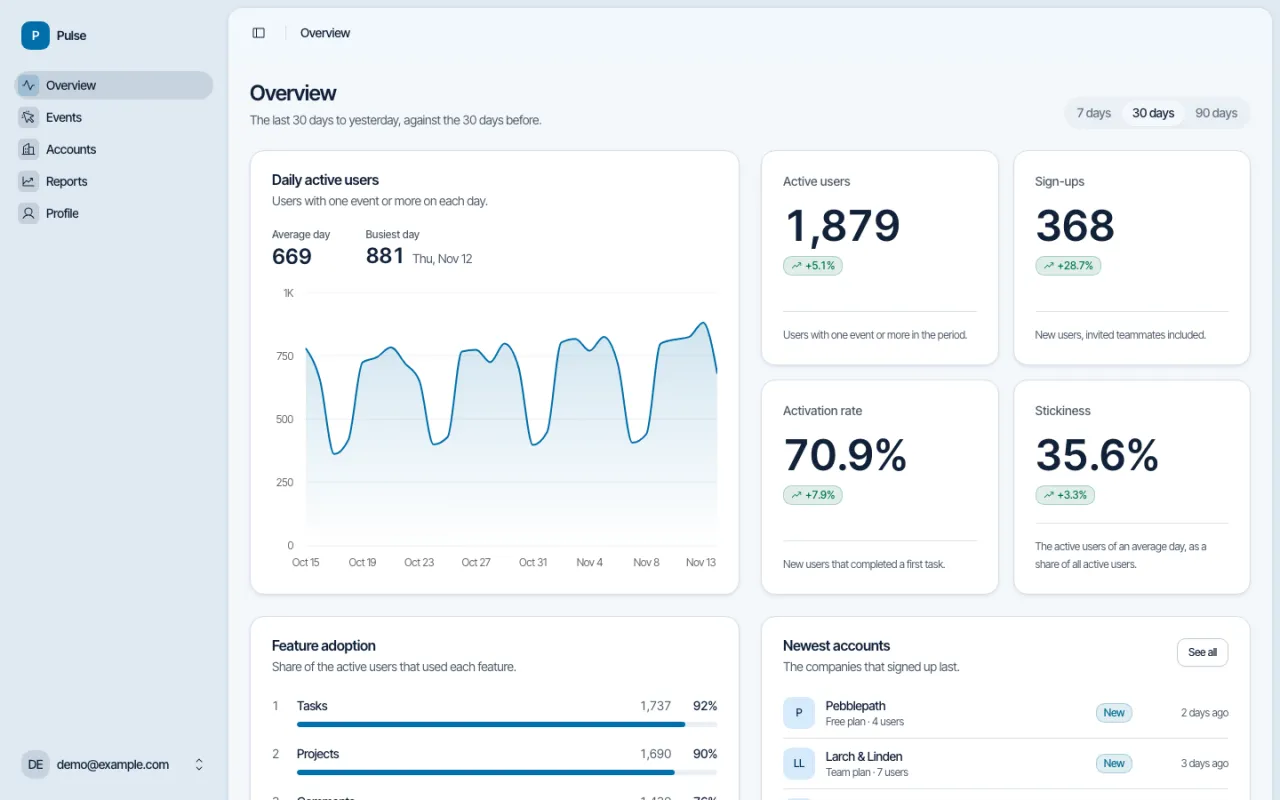 P Pulse
Overview
Events
Accounts
Reports
Profile
DE demo@example.com
Overview
Overview
The last 30 days to yesterday, against the 30 days before.
7 days 30 days 90 days
Daily active users
Users with one event or more on each day.
Average day
669
Busiest day
881 Thu, Nov 12
1K
750
500
250
0
Oct 15 Oct 19 Oct 23 Oct 27 Oct 31 Nov 4 Nov 8 Nov 13
Active users
1,879
+5.1%
Users with one event or more in the period.
Sign-ups
368
+28.7%
New users, invited teammates included.
Activation rate
70.9%
+7.9%
New users that completed a first task.
Stickiness
35.6%
+3.3%
The active users of an average day, as a
share of all active users.
Feature adoption
Share of the active users that used each feature.
1 Tasks 1,737 92%
2 Projects 1,690 90%
Newest accounts
The companies that signed up last.
See all
P Pebblepath
Free plan · 4 users
New 2 days ago
LL Larch & Linden
Team plan · 7 users
New 3 days ago